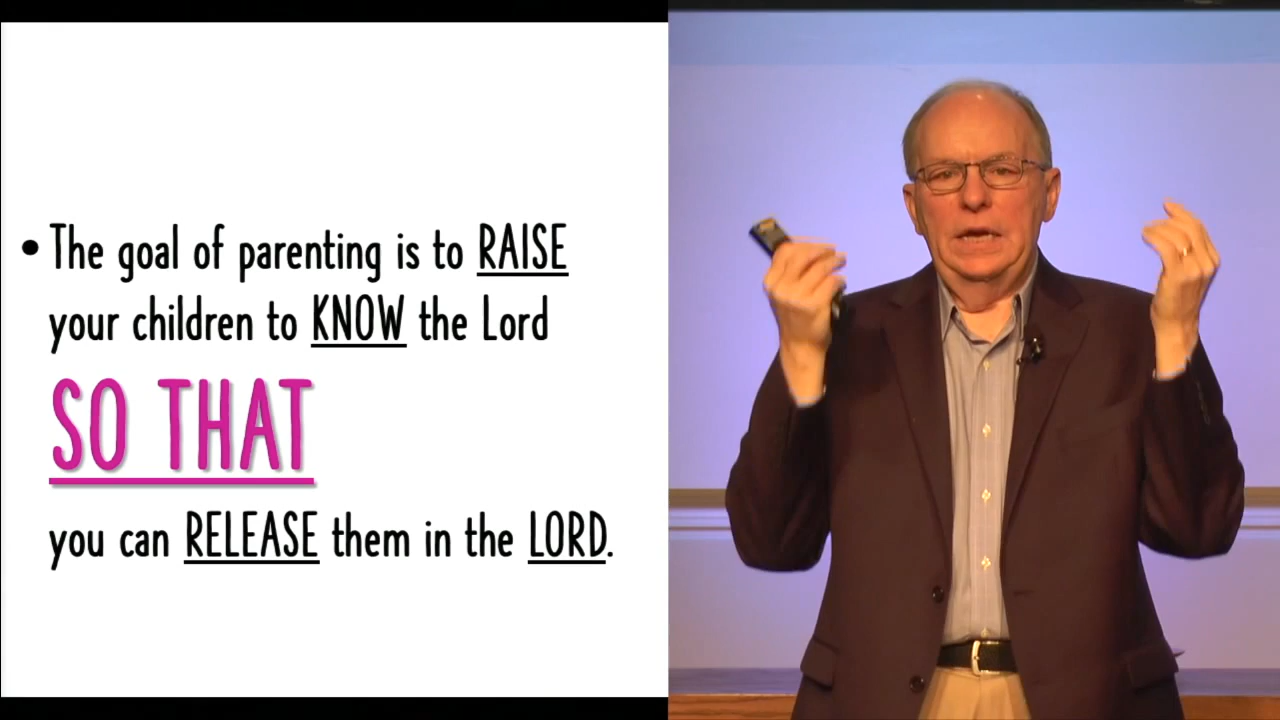 • The goal of parenting is to RAISE
your children to KNOW the Lord
SO THAT
you can RELEASE them in the LORD.